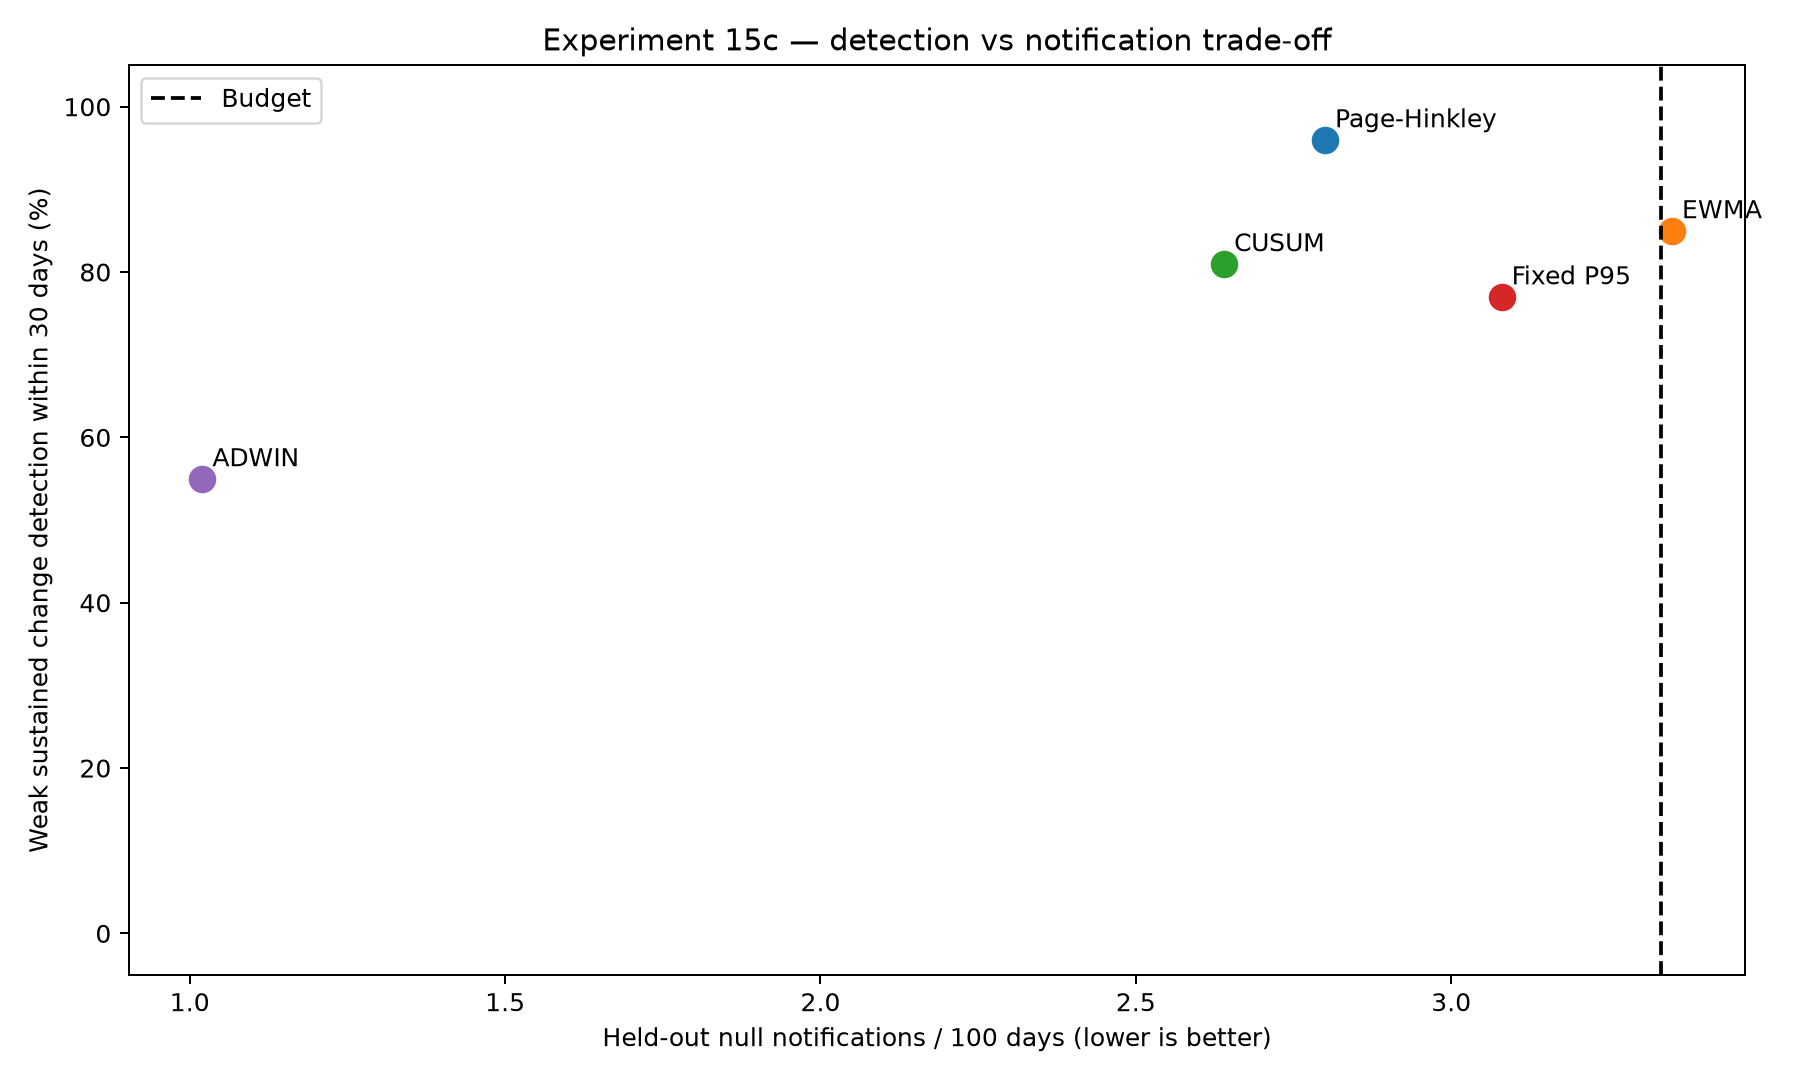 Experiment 15c — detection vs notification trade-off
Budget
100
80
60
40
20
0
Weak sustained change detection within 30 days (%)
Page-Hinkley
EWMA
CUSUM
Fixed P95
ADWIN
1.0
1.5
2.0
2.5
3.0
Held-out null notifications / 100 days (lower is better)